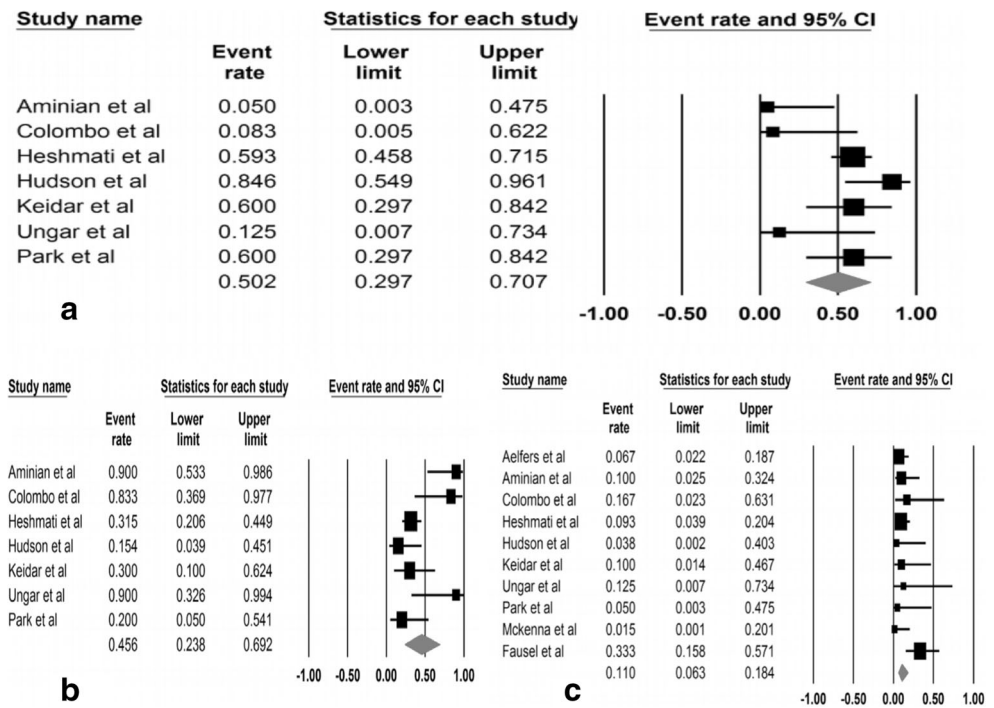 Study name Statistics for each study Event rate and 95% CI
Event rate Lower limit Upper limit
Aminian et al 0.050 0.003 0.475
Colombo et al 0.083 0.005 0.622
Heshmati et al 0.593 0.458 0.715
Hudson et al 0.846 0.549 0.961
Keidar et al 0.600 0.297 0.842
Ungar et al 0.125 0.007 0.734
Park et al 0.600 0.297 0.842
0.502 0.297 0.707
-1.00 -0.50 0.00 0.50 1.00
a
Study name Statistics for each study Event rate and 95% CI
Event rate Lower limit Upper limit
Aminian et al 0.900 0.533 0.986
Colombo et al 0.833 0.369 0.977
Heshmati et al 0.315 0.206 0.449
Hudson et al 0.154 0.039 0.451
Keidar et al 0.300 0.100 0.624
Ungar et al 0.900 0.326 0.994
Park et al 0.200 0.050 0.541
0.456 0.238 0.692
-1.00 -0.50 0.00 0.50 1.00
b
Study name Statistics for each study Event rate and 95% CI
Event rate Lower limit Upper limit
Aelfers et al 0.067 0.022 0.187
Aminian et al 0.100 0.025 0.324
Colombo et al 0.167 0.023 0.631
Heshmati et al 0.093 0.039 0.204
Hudson et al 0.038 0.002 0.403
Keidar et al 0.100 0.014 0.467
Ungar et al 0.125 0.007 0.734
Park et al 0.050 0.003 0.475
Mckenna et al 0.015 0.001 0.201
Fausel et al 0.333 0.158 0.571
0.110 0.063 0.184
-1.00 -0.50 0.00 0.50 1.00
c